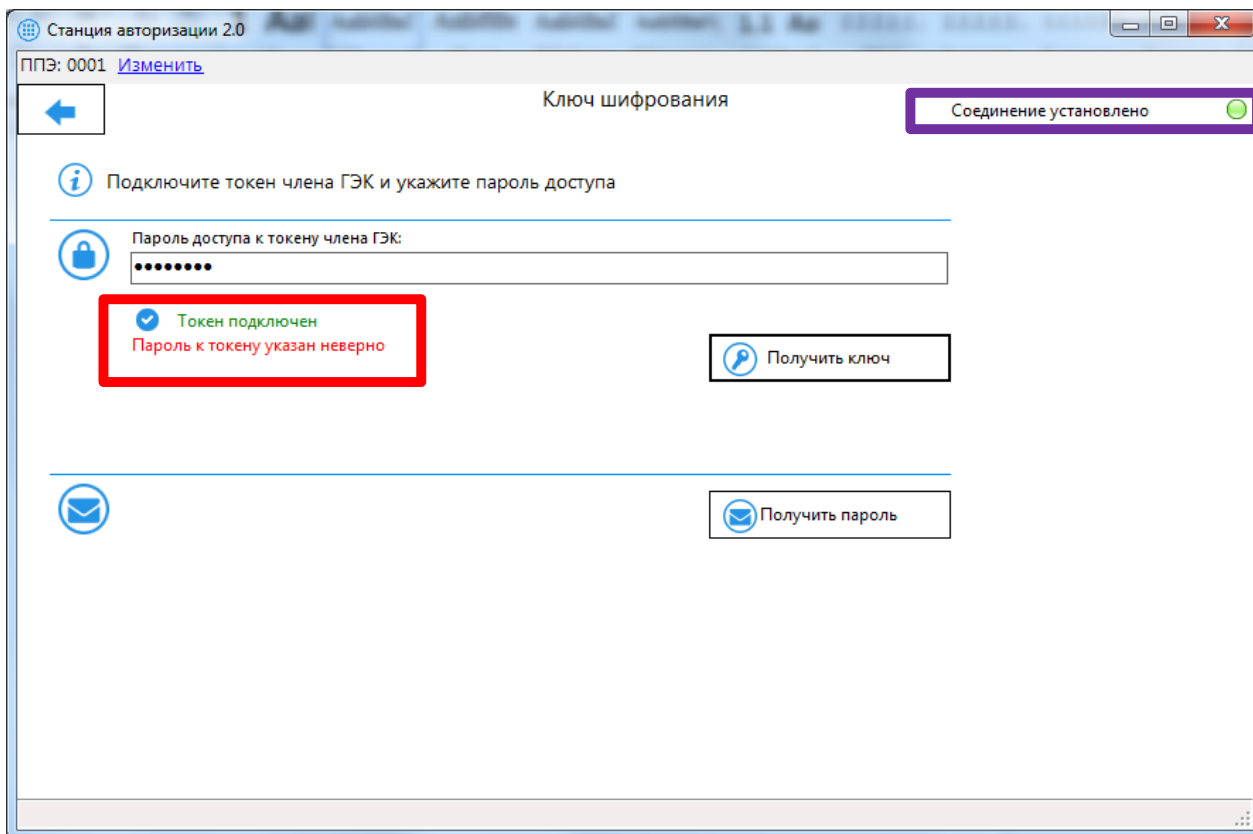 Станция авторизации 2.0
ППЭ: 0001 Изменить
Ключ шифрования
Соединение установлено
Подключите токен члена ГЭК и укажите пароль доступа
Пароль доступа к токену члена ГЭК:
••••••••
Токен подключен
Пароль к токену указан неверно
Получить ключ
Получить пароль